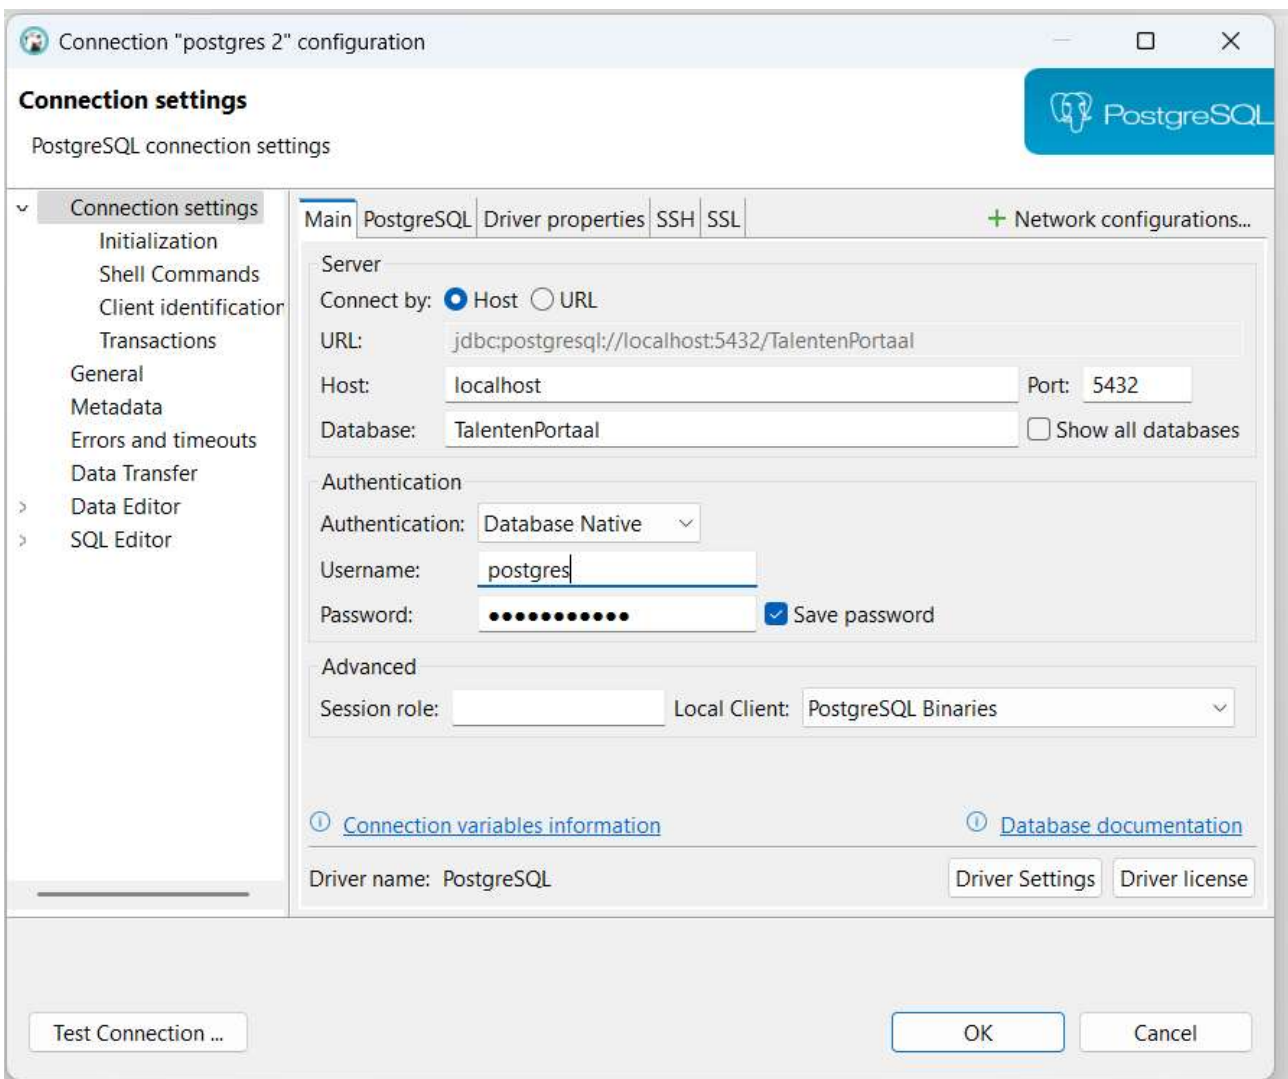 Connection "postgres 2" configuration
Connection settings
PostgreSQL connection settings
PostgreSQL
Connection settings
Initialization
Shell Commands
Client identification
Transactions
General
Metadata
Errors and timeouts
Data Transfer
Data Editor
SQL Editor
Main PostgreSQL Driver properties SSH SSL + Network configurations...
Server
Connect by: Host URL
URL: jdbc:postgresql://localhost:5432/TalentenPortaal
Host: localhost Port: 5432
Database: TalentenPortaal Show all databases
Authentication
Authentication: Database Native
Username: postgres
Password: ●●●●●●●●●●● Save password
Advanced
Session role: Local Client: PostgreSQL Binaries
Connection variables information Database documentation
Driver name: PostgreSQL Driver Settings Driver license
Test Connection ... OK Cancel